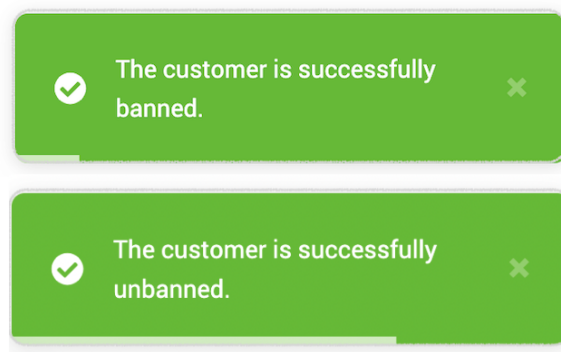 The customer is successfully
banned.
The customer is successfully
unbanned.